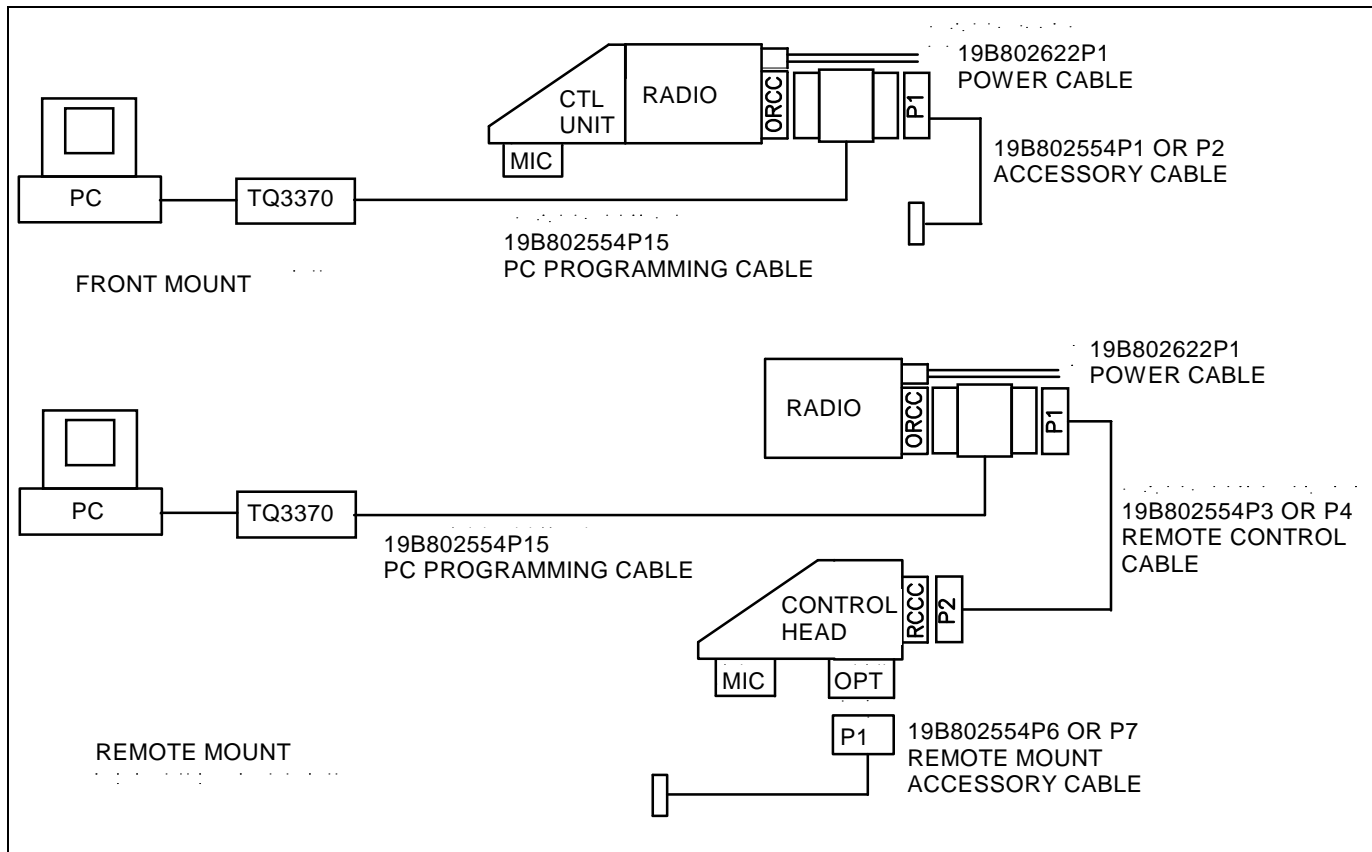 19B802622P1
POWER CABLE
CTL
UNIT
RADIO
ORCC
P1
MIC
19B802554P1 OR P2
ACCESSORY CABLE
PC
TQ3370
19B802554P15
PC PROGRAMMING CABLE
FRONT MOUNT
19B802622P1
POWER CABLE
RADIO
ORCC
P1
PC
TQ3370
19B802554P15
PC PROGRAMMING CABLE
19B802554P3 OR P4
REMOTE CONTROL
CABLE
CONTROL
HEAD
RCCC
P2
MIC
OPT
P1
19B802554P6 OR P7
REMOTE MOUNT
ACCESSORY CABLE
REMOTE MOUNT